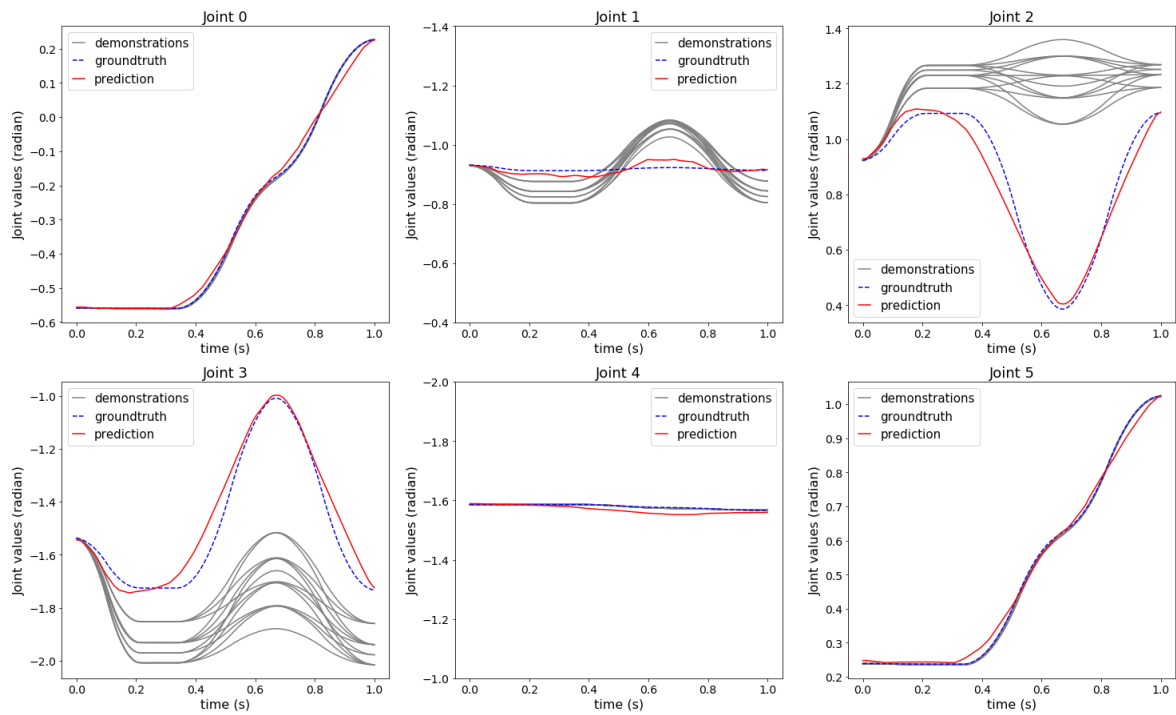 Joint 0
Joint values (radian)
0.2
0.1
0.0
−0.1
−0.2
−0.3
−0.4
−0.5
−0.6
demonstrations
groundtruth
prediction
0.0 0.2 0.4 0.6 0.8 1.0
time (s)
Joint 1
Joint values (radian)
−1.4
−1.2
−1.0
−0.8
−0.6
−0.4
demonstrations
groundtruth
prediction
0.0 0.2 0.4 0.6 0.8 1.0
time (s)
Joint 2
Joint values (radian)
1.4
1.2
1.0
0.8
0.6
0.4
demonstrations
groundtruth
prediction
0.0 0.2 0.4 0.6 0.8 1.0
time (s)
Joint 3
Joint values (radian)
−1.0
−1.2
−1.4
−1.6
−1.8
−2.0
demonstrations
groundtruth
prediction
0.0 0.2 0.4 0.6 0.8 1.0
time (s)
Joint 4
Joint values (radian)
−2.0
−1.8
−1.6
−1.4
−1.2
−1.0
demonstrations
groundtruth
prediction
0.0 0.2 0.4 0.6 0.8 1.0
time (s)
Joint 5
Joint values (radian)
1.0
0.9
0.8
0.7
0.6
0.5
0.4
0.3
0.2
demonstrations
groundtruth
prediction
0.0 0.2 0.4 0.6 0.8 1.0
time (s)